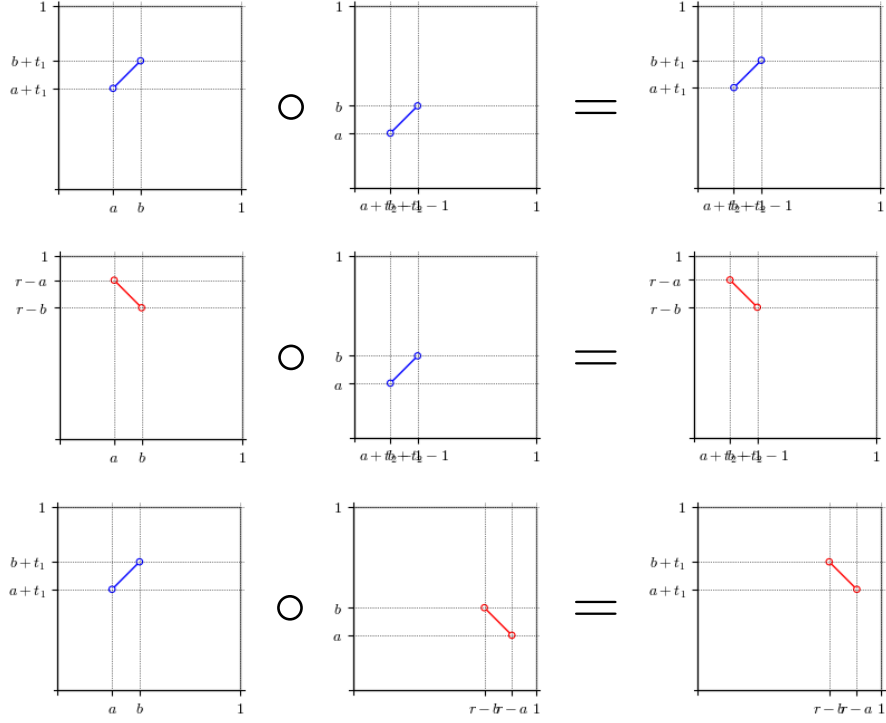 1 1 1
b + t₁ b + t₁
a + t₁ a + t₁
b
a
a b 1 1 1
1 1 1
r − a r − a
r − b r − b
b
a
a b 1 1 1
1 1 1
b + t₁ b + t₁
a + t₁ a + t₁
b
a
a b 1 r − b r − a 1 r − b r − a 1